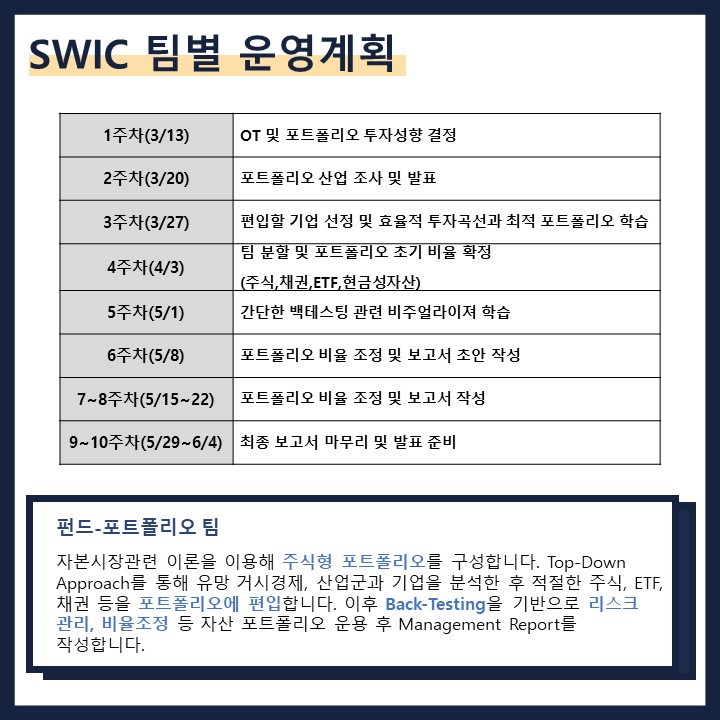 SWIC 팀별 운영계획
1주차(3/13)
OT 및 포트폴리오 투자성향 결정
2주차(3/20)
포트폴리오 산업 조사 및 발표
3주차(3/27)
편입할 기업 선정 및 효율적 투자곡선과 최적 포트폴리오 학습
4주차(4/3)
팀 분할 및 포트폴리오 초기 비율 확정
(주식,채권,ETF,현금성자산)
5주차(5/1)
간단한 백테스팅 관련 비주얼라이져 학습
6주차(5/8)
포트폴리오 비율 조정 및 보고서 초안 작성
7~8주차(5/15~22)
포트폴리오 비율 조정 및 보고서 작성
9~10주차(5/29~6/4)
최종 보고서 마무리 및 발표 준비
펀드-포트폴리오 팀
자본시장관련 이론을 이용해 주식형 포트폴리오를 구성합니다. Top-Down
Approach를 통해 유망 거시경제, 산업군과 기업을 분석한 후 적절한 주식, ETF,
채권 등을 포트폴리오에 편입합니다. 이후 Back-Testing을 기반으로 리스크
관리, 비율조정 등 자산 포트폴리오 운용 후 Management Report를
작성합니다.